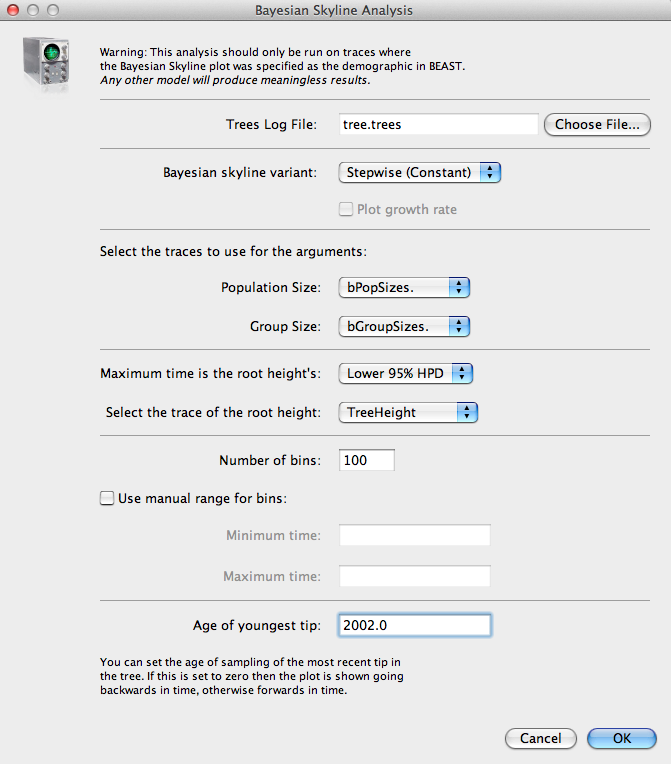 Bayesian Skyline Analysis
Warning: This analysis should only be run on traces where
the Bayesian Skyline plot was specified as the demographic in BEAST.
Any other model will produce meaningless results.
Trees Log File: tree.trees Choose File...
Bayesian skyline variant: Stepwise (Constant)
Plot growth rate
Select the traces to use for the arguments:
Population Size: bPopSizes.
Group Size: bGroupSizes.
Maximum time is the root height's: Lower 95% HPD
Select the trace of the root height: TreeHeight
Number of bins: 100
Use manual range for bins:
Minimum time:
Maximum time:
Age of youngest tip: 2002.0
You can set the age of sampling of the most recent tip in
the tree. If this is set to zero then the plot is shown going
backwards in time, otherwise forwards in time.
Cancel OK